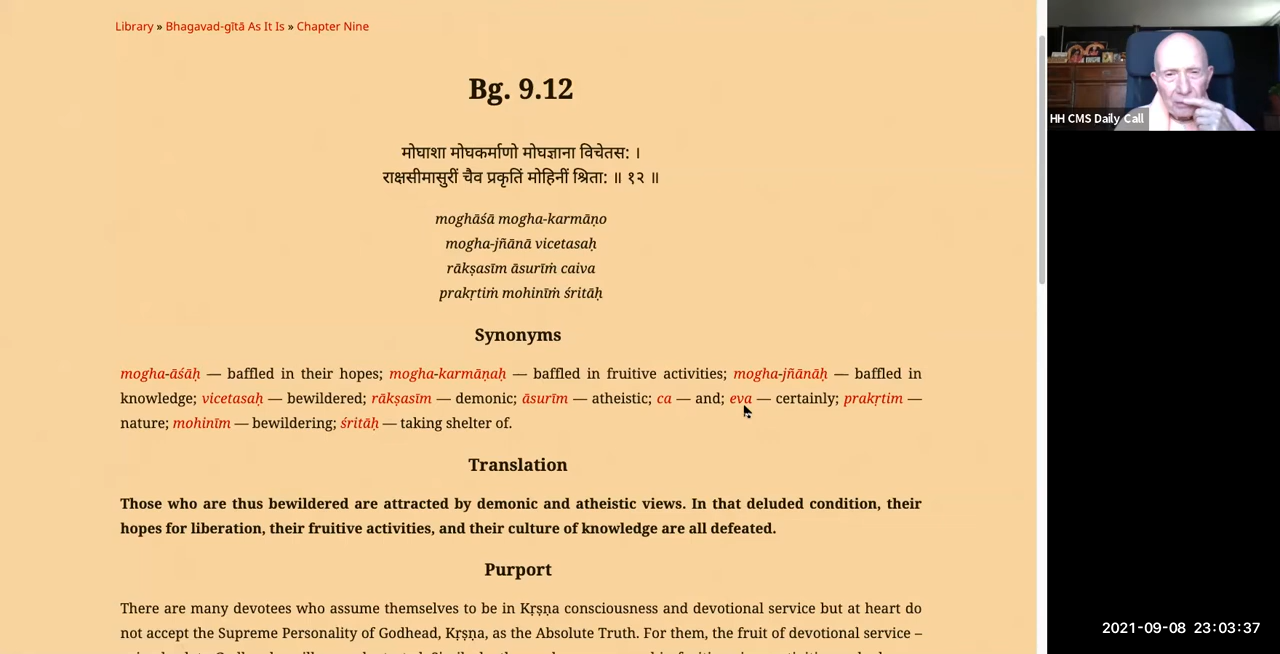 Library » Bhagavad-gītā As It Is » Chapter Nine
Bg. 9.12
मोघाशा मोघकर्माणो मोघज्ञाना विचेतस: ।
राक्षसीमासुरीं चैव प्रकृतिं मोहिनीं श्रिता: ॥ १२ ॥
moghāśā mogha-karmāṇo
mogha-jñānā vicetasaḥ
rākṣasīm āsurīṁ caiva
prakṛtiṁ mohinīṁ śritāḥ
Synonyms
mogha-āśāḥ — baffled in their hopes; mogha-karmāṇaḥ — baffled in fruitive activities; mogha-jñānāḥ — baffled in
knowledge; vicetasaḥ — bewildered; rākṣasīm — demonic; āsurīm — atheistic; ca — and; eva — certainly; prakṛtim —
nature; mohinīm — bewildering; śritāḥ — taking shelter of.
Translation
Those who are thus bewildered are attracted by demonic and atheistic views. In that deluded condition, their
hopes for liberation, their fruitive activities, and their culture of knowledge are all defeated.
Purport
There are many devotees who assume themselves to be in Kṛṣṇa consciousness and devotional service but at heart do
not accept the Supreme Personality of Godhead, Kṛṣṇa, as the Absolute Truth. For them, the fruit of devotional service –
HH CMS Daily Call
2021-09-08 23:03:37